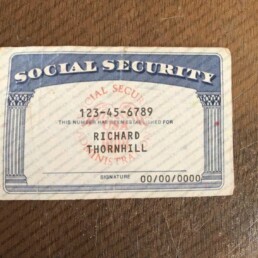 SOCIAL SECURITY
123-45-6789
THIS NUMBER HAS BEEN ESTABLISHED FOR
RICHARD
THORNHILL
SIGNATURE
00/00/0000